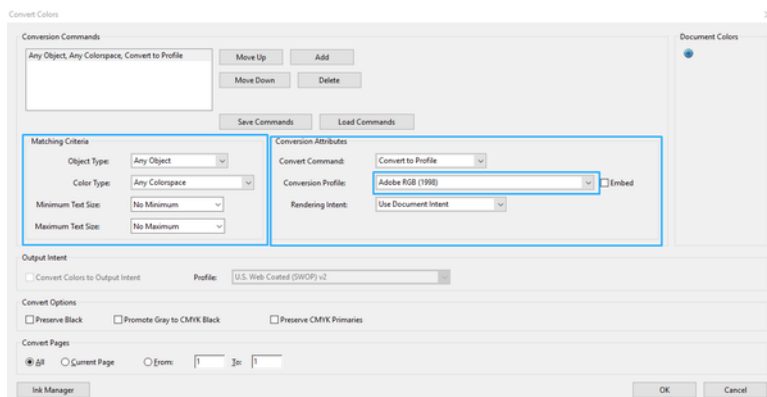 Convert Colors
Conversion Commands
Document Colors
Any Object, Any Colorspace, Convert to Profile
Move Up
Add
Move Down
Delete
Save Commands
Load Commands
Matching Criteria
Conversion Attributes
Object Type: Any Object
Convert Command: Convert to Profile
Color Type: Any Colorspace
Conversion Profile: Adobe RGB (1998)
Embed
Minimum Text Size: No Minimum
Rendering Intent: Use Document Intent
Maximum Text Size: No Maximum
Output Intent
Convert Colors to Output Intent
Profile: U.S. Web Coated (SWOP) v2
Convert Options
Preserve Black
Promote Gray to CMYK Black
Preserve CMYK Primaries
Convert Pages
All
Current Page
From: 1 To: 1
Ink Manager
OK
Cancel